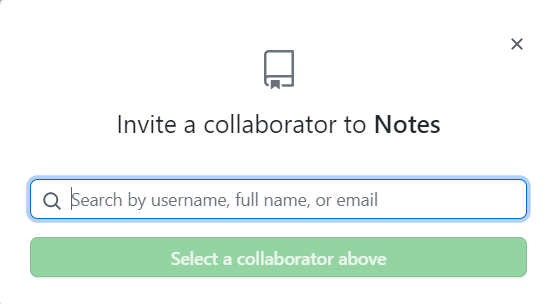 Invite a collaborator to Notes
Search by username, full name, or email
Select a collaborator above